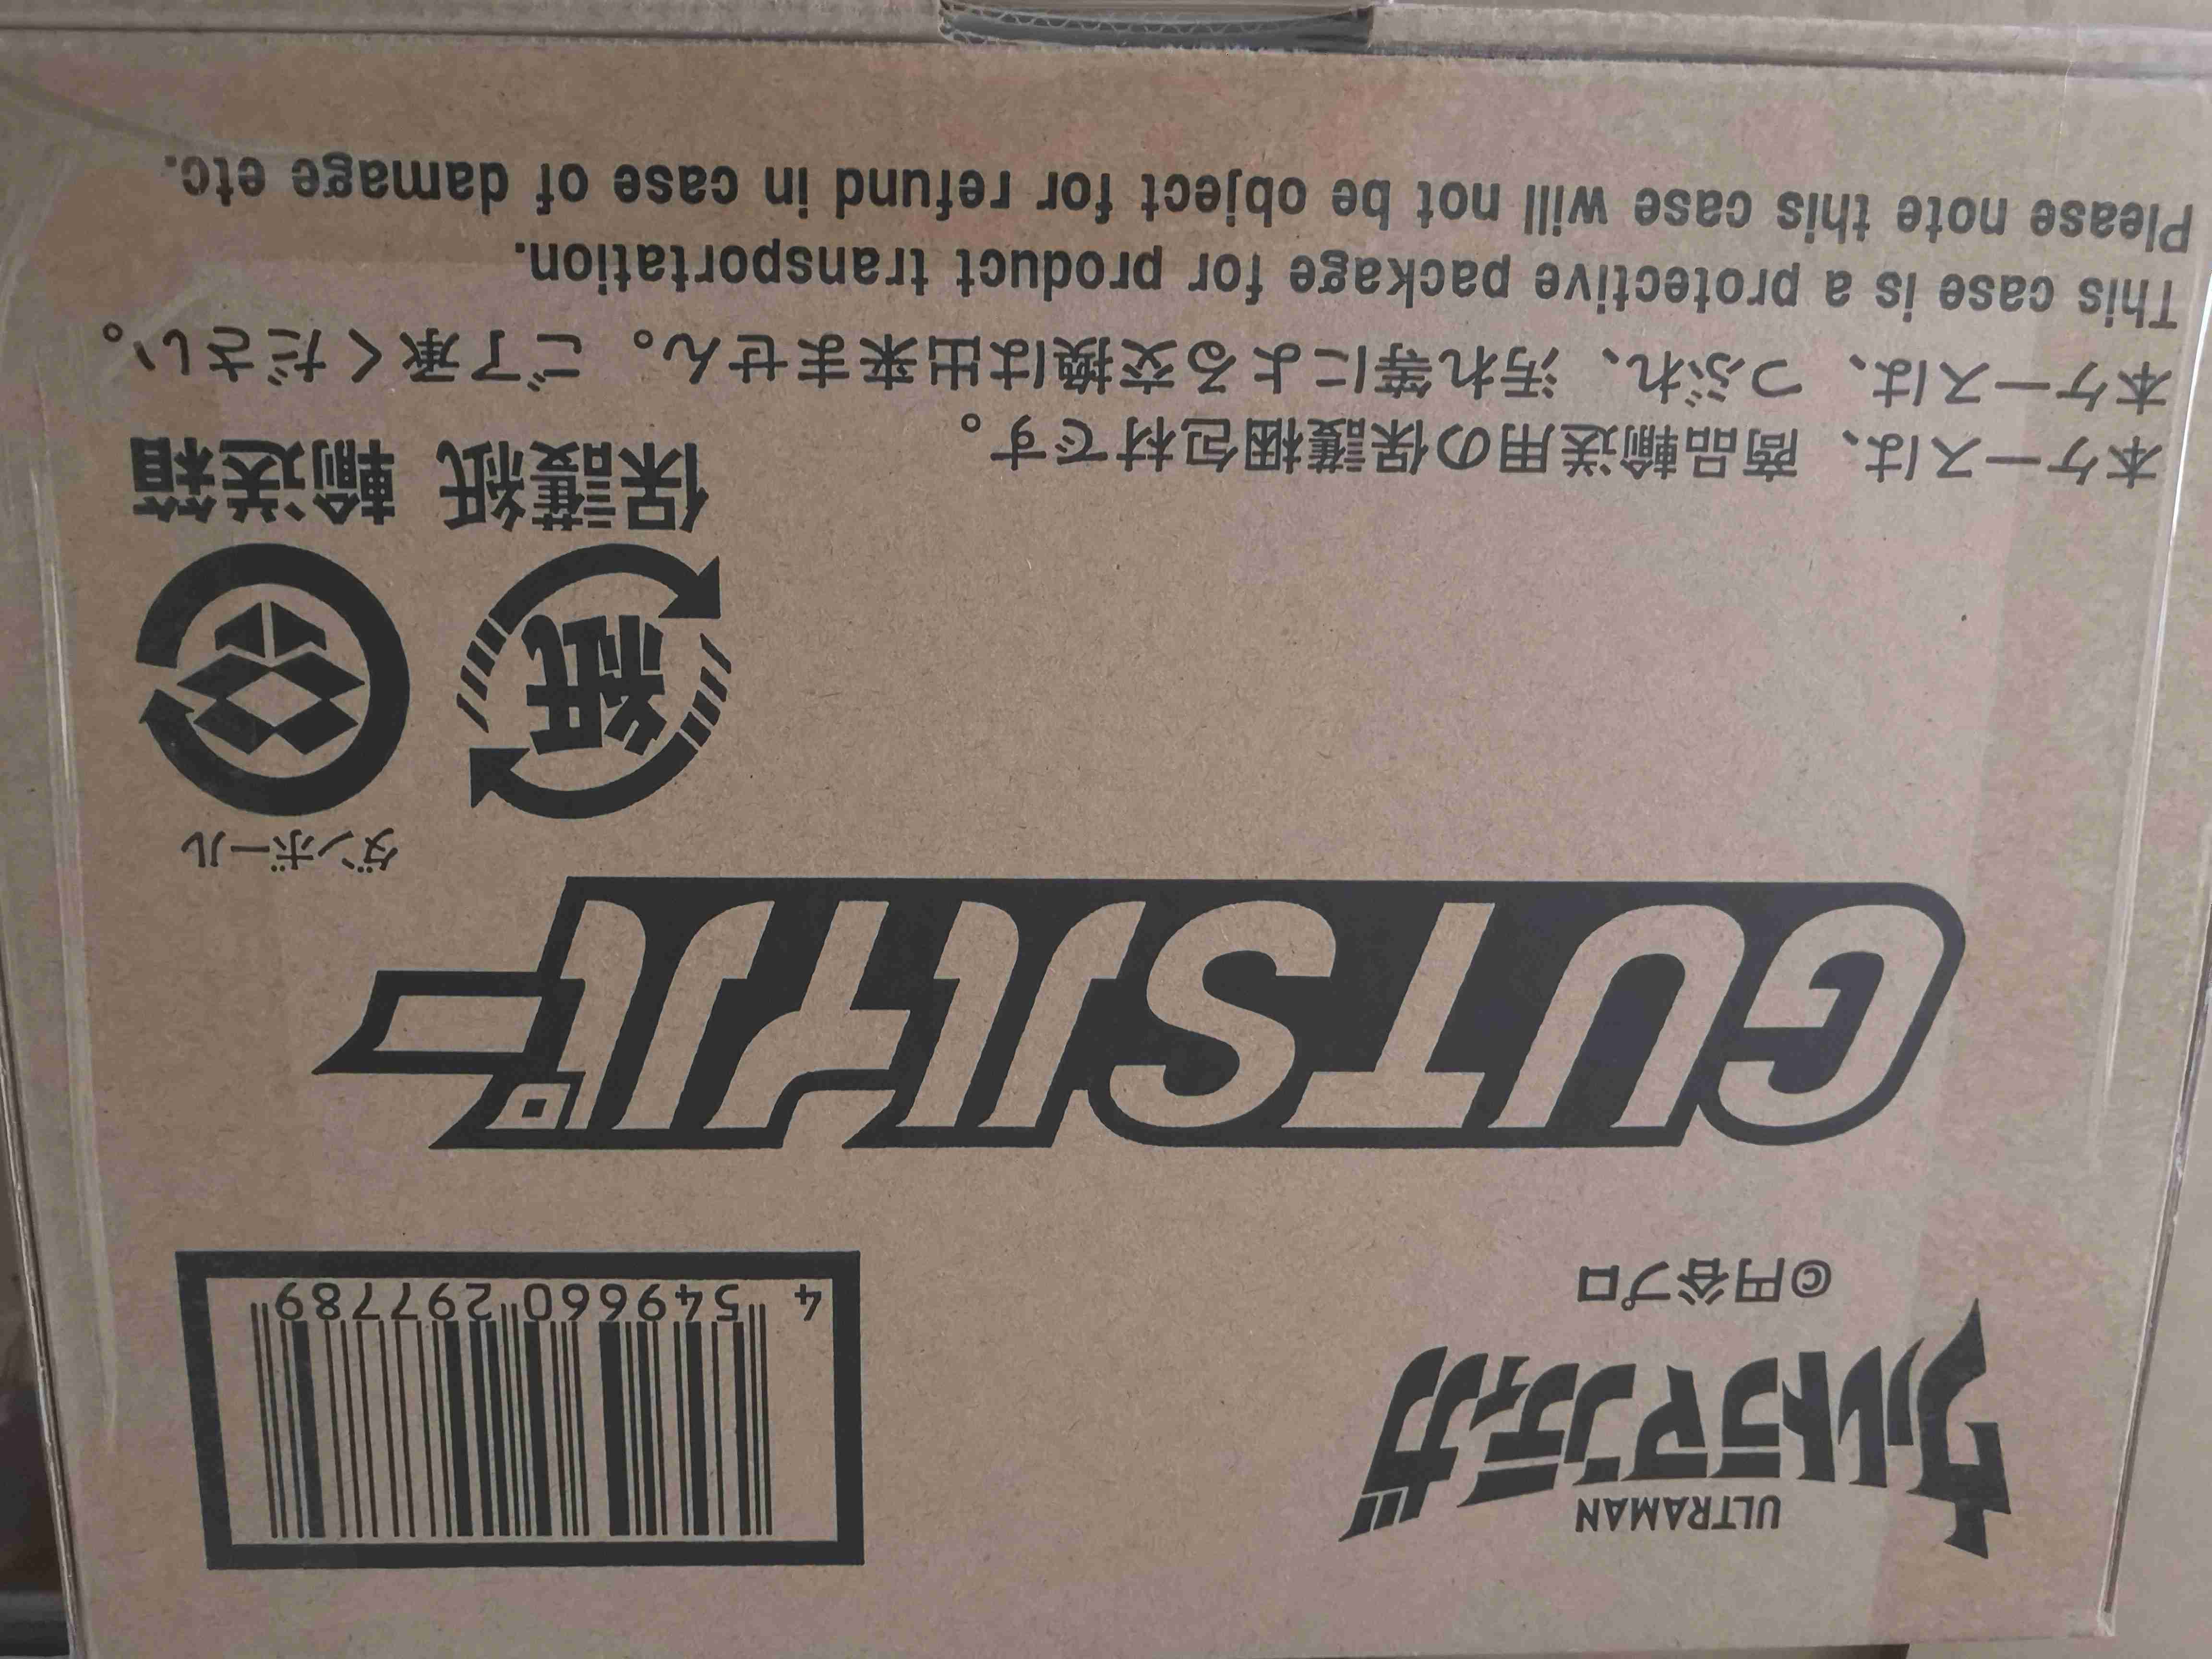 ULTRAMAN
ウルトラマンティガ
©円谷プロ
4 549660 297789
GUTSハイパー
ダンボール
紙
保護紙 輸送箱
本ケースは、商品輸送用の保護梱包材です。
本ケースは、つぶれ、汚れ等による交換は出来ません。ご了承ください。
This case is a protective package for product transportation.
Please note this case will not be object for refund in case of damage etc.